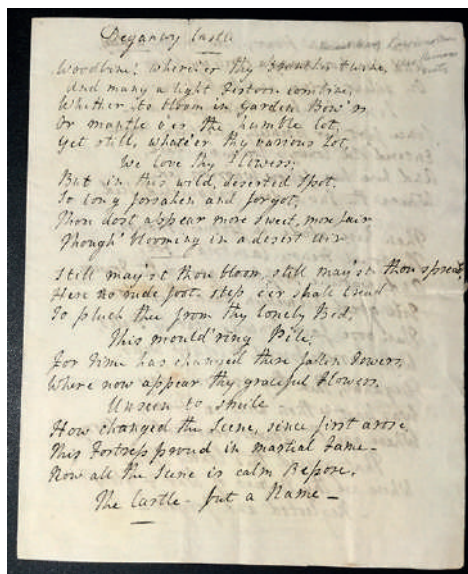 Deganwy Castle
Woodbine! where'er thy branches twine,
And many a light festoon combine,
Whether to bloom in Garden Bow'rs
Or mantle o'er the humble Cot,
Yet still, whate'er thy various Lot,
We love thy Flowers;
But in this wild, deserted Spot,
So long forsaken and forgot,
Thou dost appear more sweet, more fair
Though blooming in a desert Air
Still may'st thou bloom, still may'st thou spread,
Here no rude foot-step e'er shall tread
To pluck thee from thy lonely Bed,
This mould'ring Pile,
For Time has changed these fallen Towers,
Where now appear thy grateful Flowers,
Unseen to smile
How changed the Scene, since first arose
This Fortress proud in martial Fame-
Now all the Scene is calm Repose,
The Castle - but a Name -